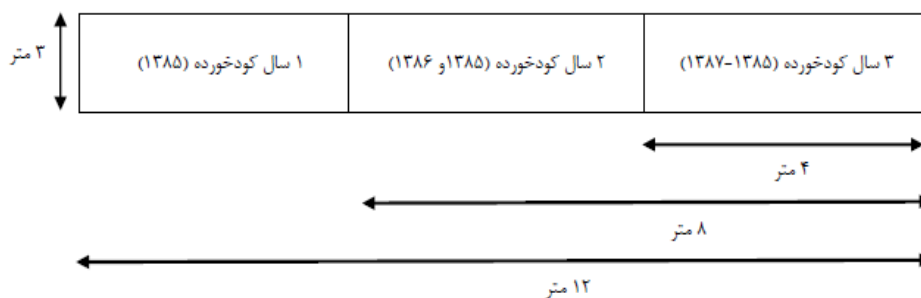 ۳ سال کودخورده (۱۳۸۵-۱۳۸۷)
۲ سال کودخورده (۱۳۸۵و ۱۳۸۶
۱ سال کودخورده (۱۳۸۵)
۳ متر
۴ متر
۸ متر
۱۲ متر